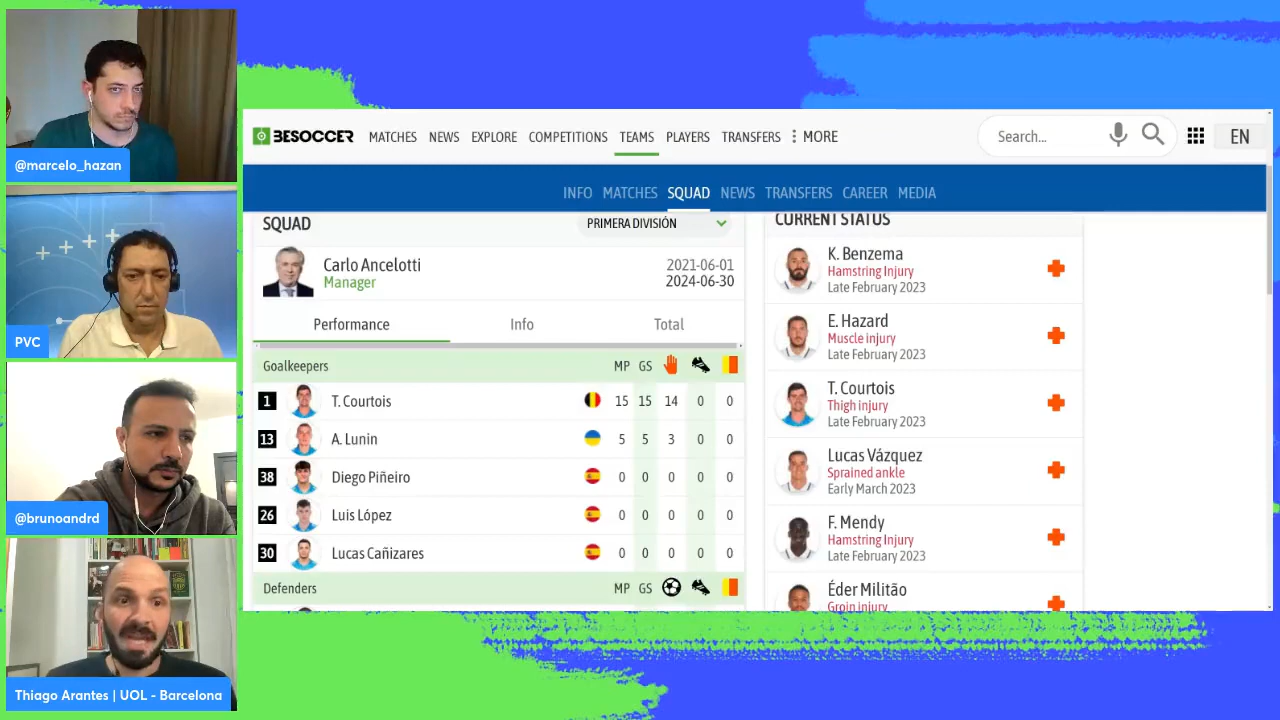 @marcelo_hazan
PVC
@brunoandrd
Thiago Arantes | UOL - Barcelona
BESOCCER MATCHES NEWS EXPLORE COMPETITIONS TEAMS PLAYERS TRANSFERS MORE Search... EN
INFO MATCHES SQUAD NEWS TRANSFERS CAREER MEDIA
SQUAD PRIMERA DIVISIÓN
Carlo Ancelotti 2021-06-01
Manager 2024-06-30
Performance Info Total
Goalkeepers MP GS
1 T. Courtois 15 15 14 0 0
13 A. Lunin 5 5 3 0 0
38 Diego Piñeiro 0 0 0 0 0
26 Luis López 0 0 0 0 0
30 Lucas Cañizares 0 0 0 0 0
Defenders MP GS
CURRENT STATUS
K. Benzema
Hamstring Injury
Late February 2023
E. Hazard
Muscle injury
Late February 2023
T. Courtois
Thigh injury
Late February 2023
Lucas Vázquez
Sprained ankle
Early March 2023
F. Mendy
Hamstring Injury
Late February 2023
Éder Militão
Groin injury